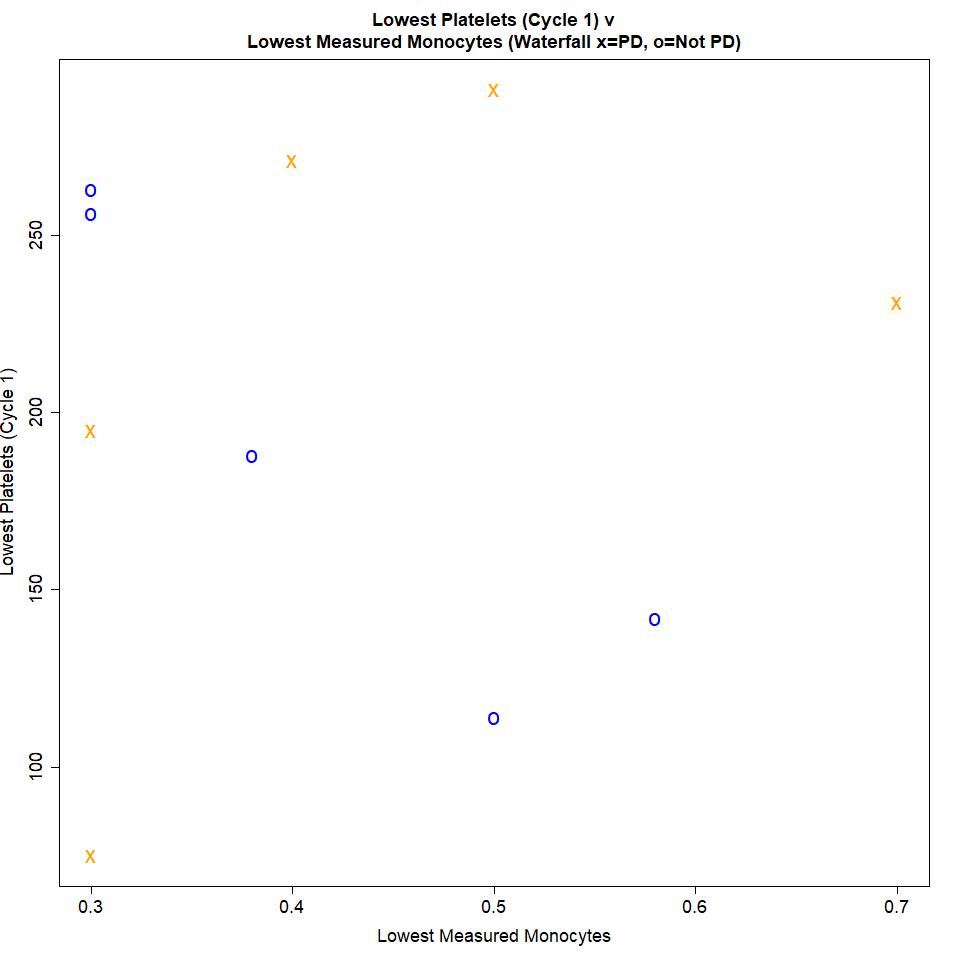 Lowest Platelets (Cycle 1) v
Lowest Measured Monocytes (Waterfall x=PD, o=Not PD)
Lowest Platelets (Cycle 1)
250
200
150
100
X
X
O
O
X
X
O
O
O
X
0.3 0.4 0.5 0.6 0.7
Lowest Measured Monocytes